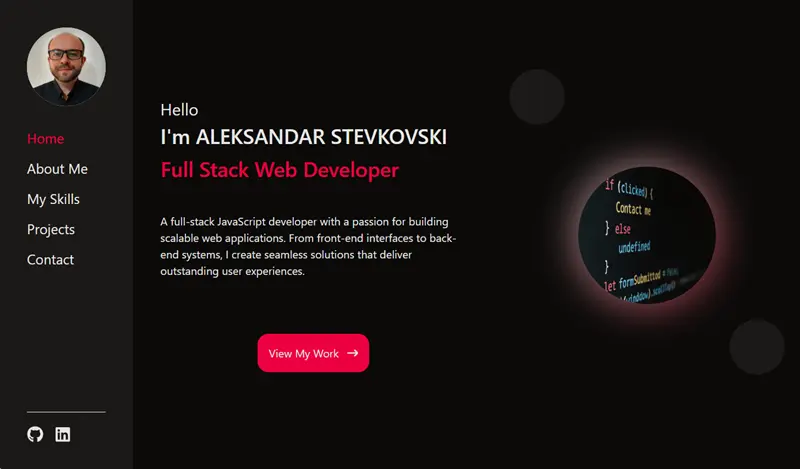 Home
About Me
My Skills
Projects
Contact
Hello
I'm ALEKSANDAR STEVKOVSKI
Full Stack Web Developer
A full-stack JavaScript developer with a passion for building
scalable web applications. From front-end interfaces to back-
end systems, I create seamless solutions that deliver
outstanding user experiences.
View My Work
if (clicked) {
Contact me
} else
undefined
}
let formSubmitted = false;